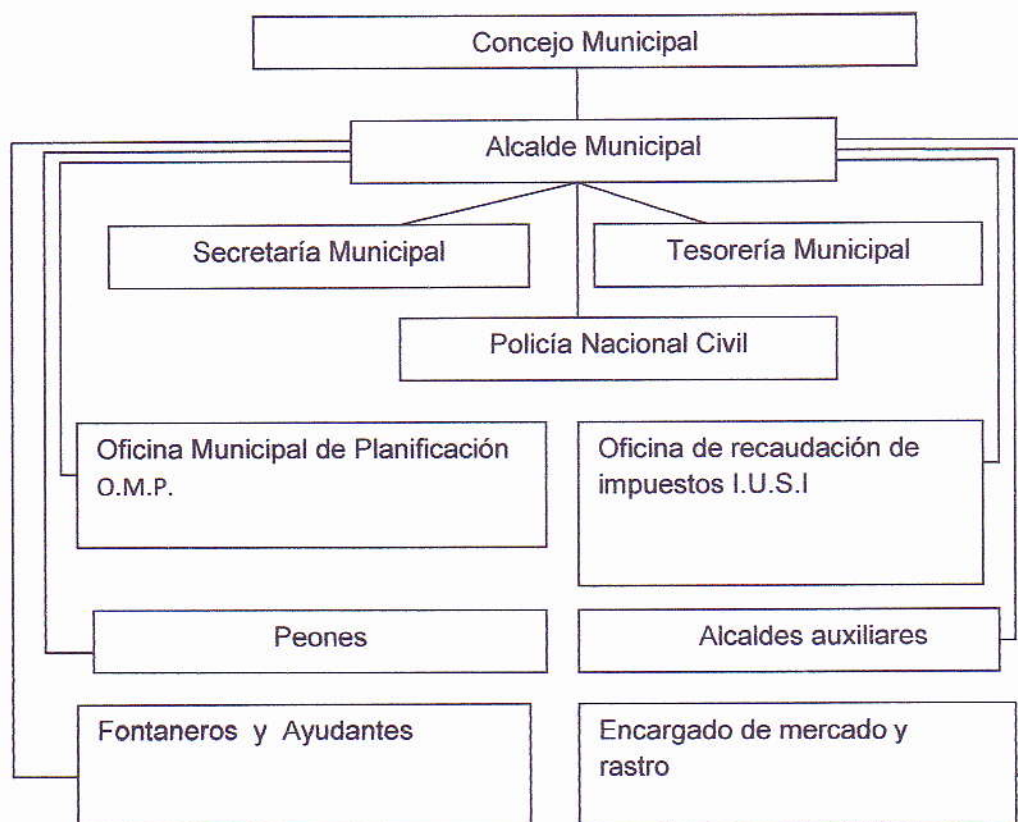 Concejo Municipal
Alcalde Municipal
Secretaría Municipal
Tesorería Municipal
Policía Nacional Civil
Oficina Municipal de Planificación
O.M.P.
Oficina de recaudación de
impuestos I.U.S.I
Peones
Alcaldes auxiliares
Fontaneros y Ayudantes
Encargado de mercado y
rastro